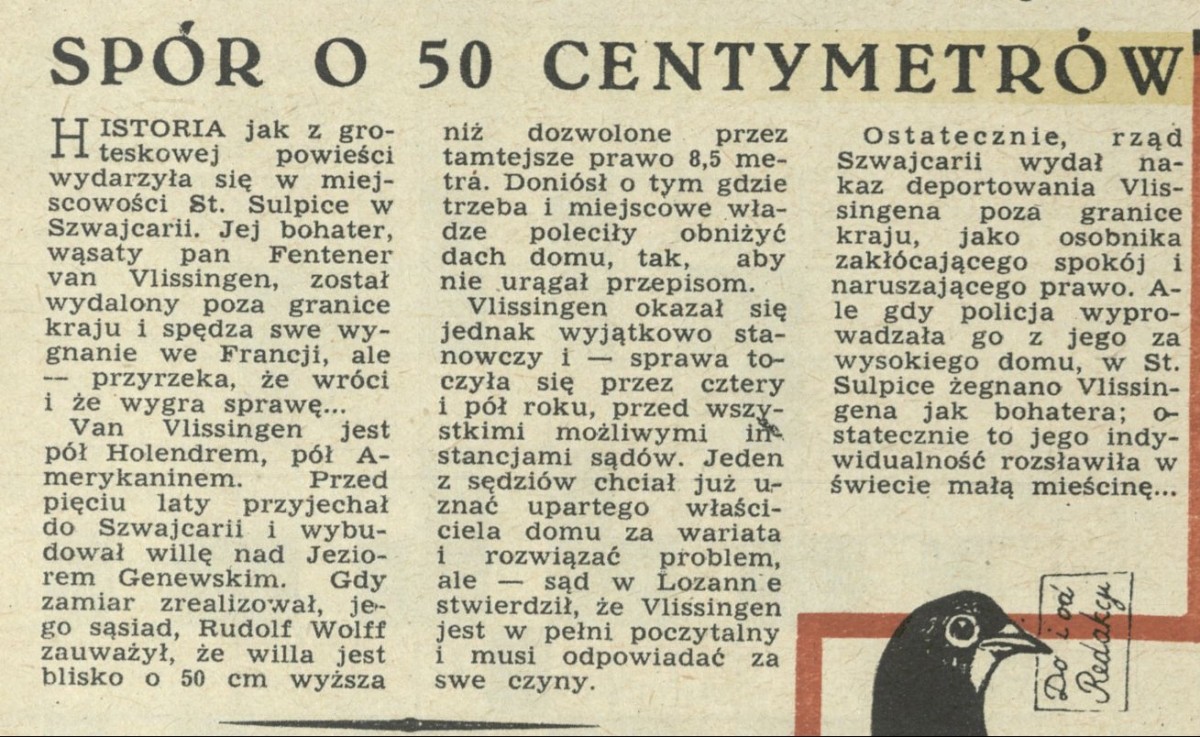 SPÓR O 50 CENTYMETRÓW
HISTORIA jak z gro-
teskowej powieści
wydarzyła się w miej-
scowości St. Sulpice w
Szwajcarii. Jej bohater,
wąsaty pan Fentener
van Vlissingen, został
wydalony poza granice
kraju i spędza swe wy-
gnanie we Francji, ale
— przyrzeka, że wróci
i że wygra sprawę...
Van Vlissingen jest
pół Holendrem, pół A-
merykaninem. Przed
pięciu laty przyjechał
do Szwajcarii i wybu-
dował willę nad Jezio-
rem Genewskim. Gdy
zamiar zrealizował, je-
go sąsiad, Rudolf Wolff
zauważył, że willa jest
blisko o 50 cm wyższa
niż dozwolone przez
tamtejsze prawo 8,5 me-
tra. Doniósł o tym gdzie
trzeba i miejscowe wła-
dze poleciły obniżyć
dach domu, tak, aby
nie urągał przepisom.
Vlissingen okazał się
jednak wyjątkowo sta-
nowczy i — sprawa to-
czyła się przez cztery
i pół roku, przed wszy-
stkimi możliwymi in-
stancjami sądów. Jeden
z sędziów chciał już u-
znać upartego właści-
ciela domu za wariata
i rozwiązać problem,
ale — sąd w Lozann e
stwierdził, że Vlissingen
jest w pełni poczytalny
i musi odpowiadać za
swe czyny.
Ostatecznie, rząd
Szwajcarii wydał na-
kaz deportowania Vlis-
singena poza granice
kraju, jako osobnika
zakłócającego spokój i
naruszającego prawo. A-
le gdy policja wypro-
wadzała go z jego za
wysokiego domu, w St.
Sulpice żegnano Vlissin-
gena jak bohatera; o-
statecznie to jego indy-
widualność rozsławiła w
świecie małą mieścinę...
Do i od
Redakcji